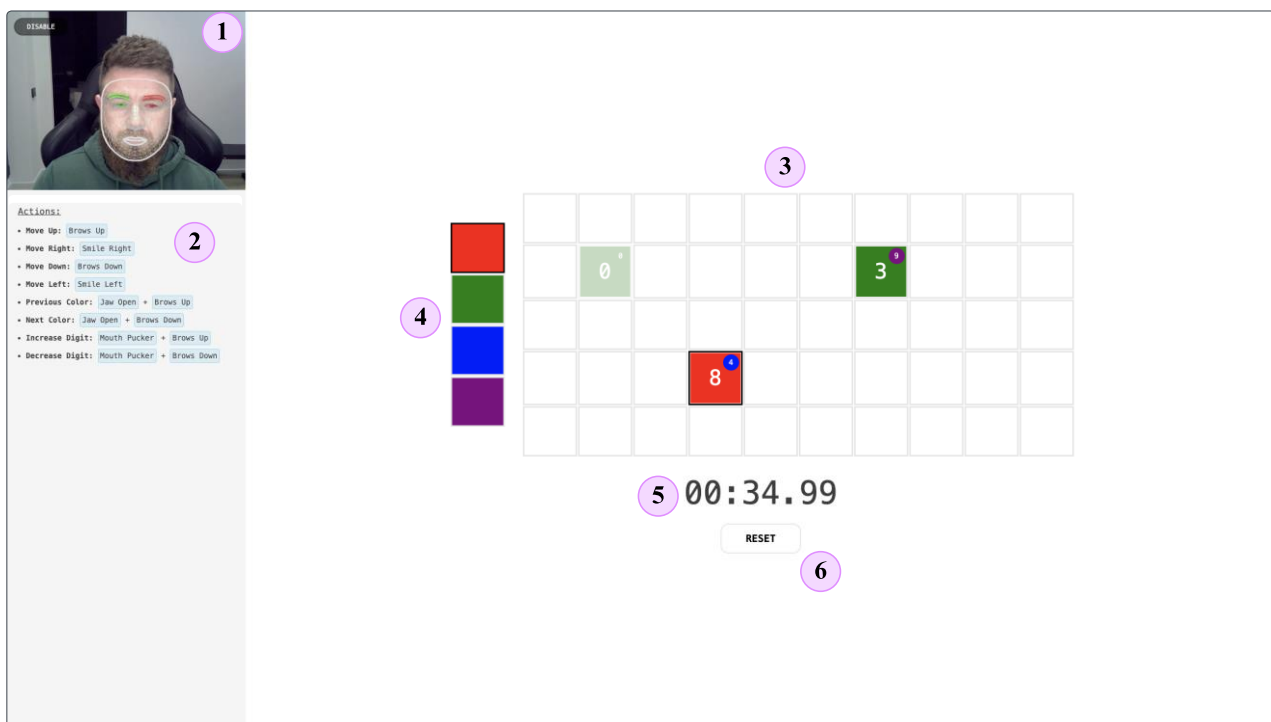 DISABLE
1
Actions:
2
• Move Up: Brows Up
• Move Right: Smile Right
• Move Down: Brows Down
• Move Left: Smile Left
• Previous Color: Jaw Open + Brows Up
• Next Color: Jaw Open + Brows Down
• Increase Digit: Mouth Pucker + Brows Up
• Decrease Digit: Mouth Pucker + Brows Down
3
0
3 9
4
8 4
5 00:34.99
RESET
6